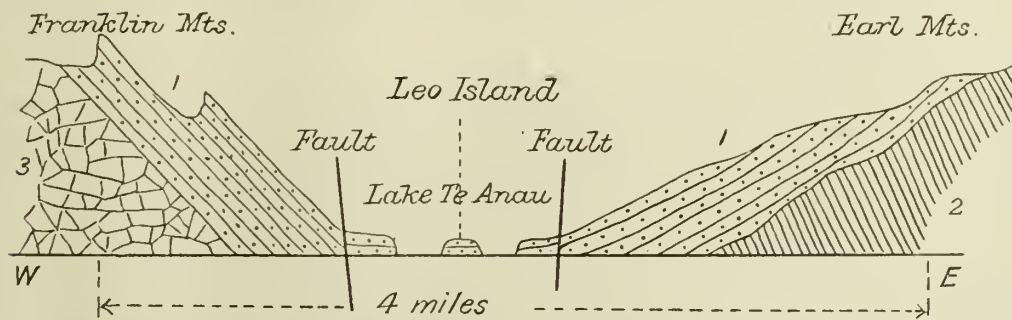 Franklin Mts.
Earl Mts.
1
Leo Island
1
Fault
Fault
3
Lake Te Anau
2
W
E
4 miles